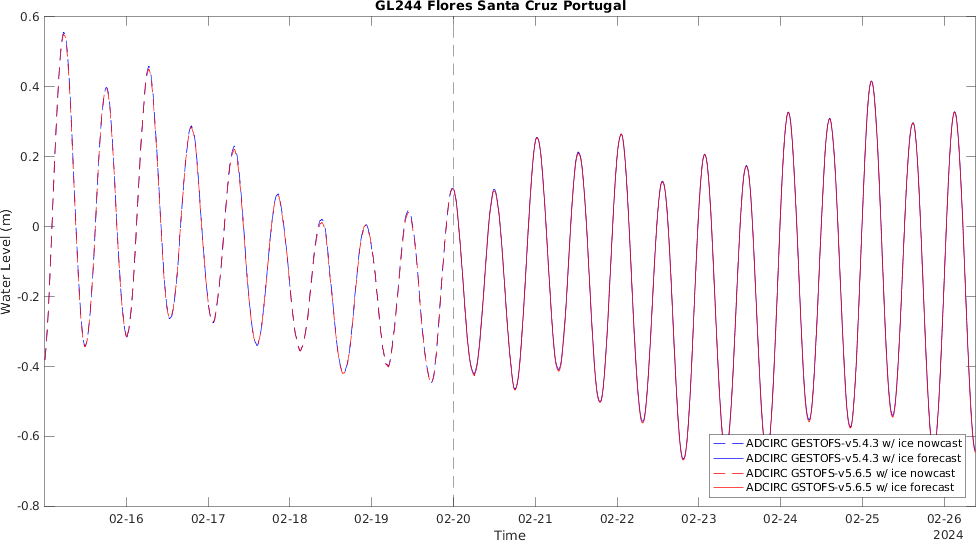 GL244 Flores Santa Cruz Portugal
0.6
0.4
0.2
0
-0.2
-0.4
-0.6
-0.8
Water Level (m)
ADCIRC GESTOFS-v5.4.3 w/ ice nowcast
ADCIRC GESTOFS-v5.4.3 w/ ice forecast
ADCIRC GSTOFS-v5.6.5 w/ ice nowcast
ADCIRC GSTOFS-v5.6.5 w/ ice forecast
02-16 02-17 02-18 02-19 02-20 02-21 02-22 02-23 02-24 02-25 02-26
2024
Time